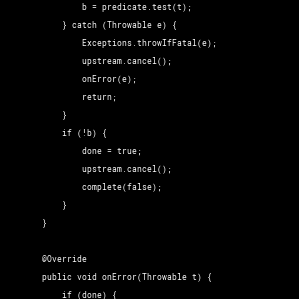 b = predicate.test(t);
} catch (Throwable e) {
Exceptions.throwIfFatal(e);
upstream.cancel();
onError(e);
return;
}
if (!b) {
done = true;
upstream.cancel();
complete(false);
}
}
@Override
public void onError(Throwable t) {
if (done) {